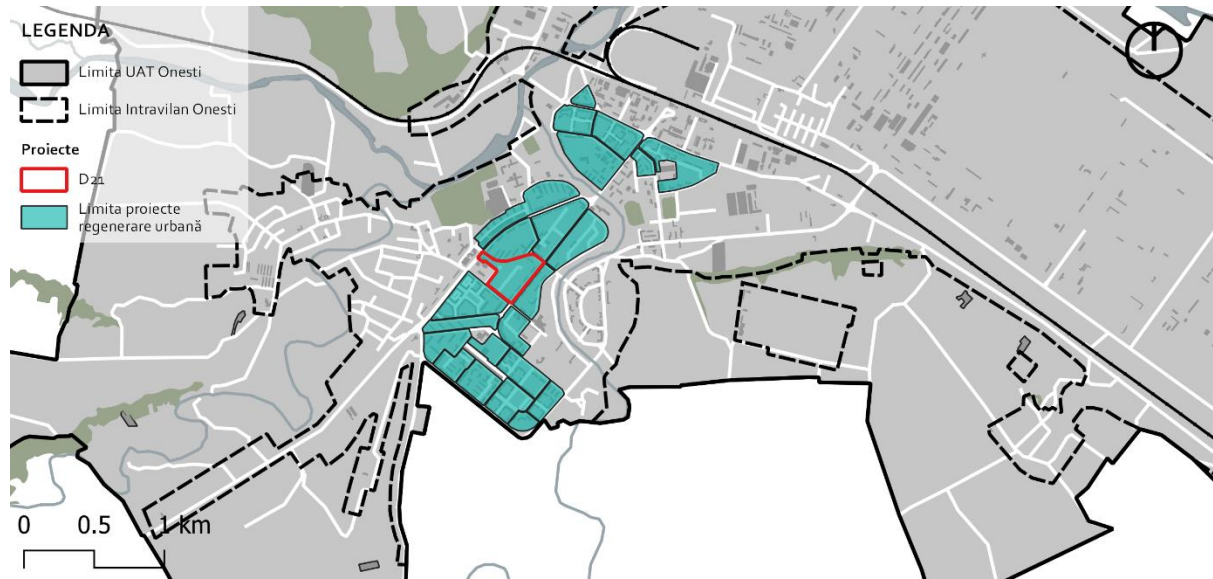 LEGENDA
Limita UAT Onesti
Limita Intravilan Onesti
Proiecte
D21
Limita proiecte
regenerare urbană
0 0.5 1 km